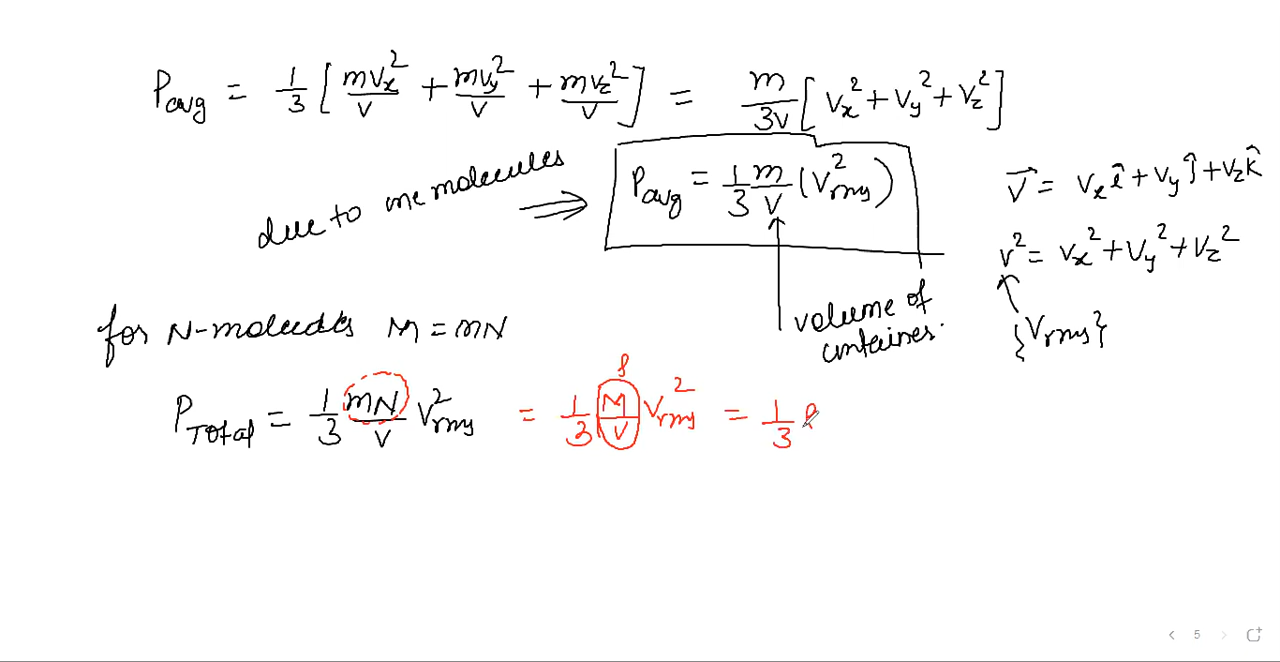 P_avg = 1/3 [ mv_x²/V + mv_y²/V + mv_z²/V ] = m/3V [ v_x² + v_y² + v_z² ]
due to one molecules ⟹ P_avg = 1/3 m/V (V_rms²)
V⃗ = v_x î + v_y ĵ + v_z k̂
v² = v_x² + v_y² + v_z²
{V_rms}
volume of
container.
for N-molecules M = mN
ρ
P_Total = 1/3 mN/V V_rms² = 1/3 M/V V_rms² = 1/3
5